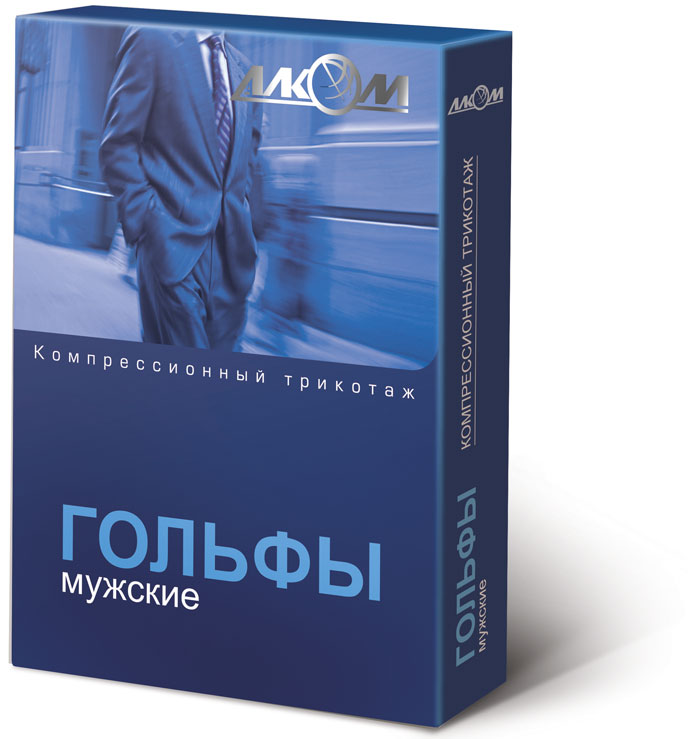 АЛКОМ
Компрессионный трикотаж
ГОЛЬФЫ
мужские
АЛКОМ
КОМПРЕССИОННЫЙ ТРИКОТАЖ
ГОЛЬФЫ
мужские